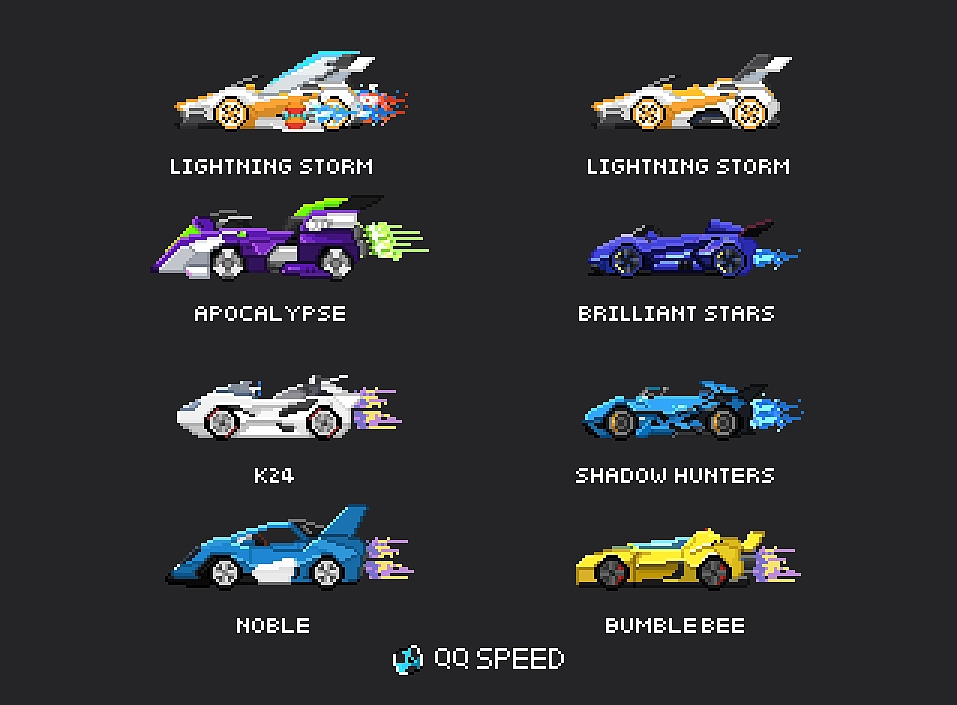 LIGHTNING STORM
LIGHTNING STORM
APOCALYPSE
BRILLIANT STARS
K24
SHADOW HUNTERS
NOBLE
BUMBLEBEE
QQ SPEED